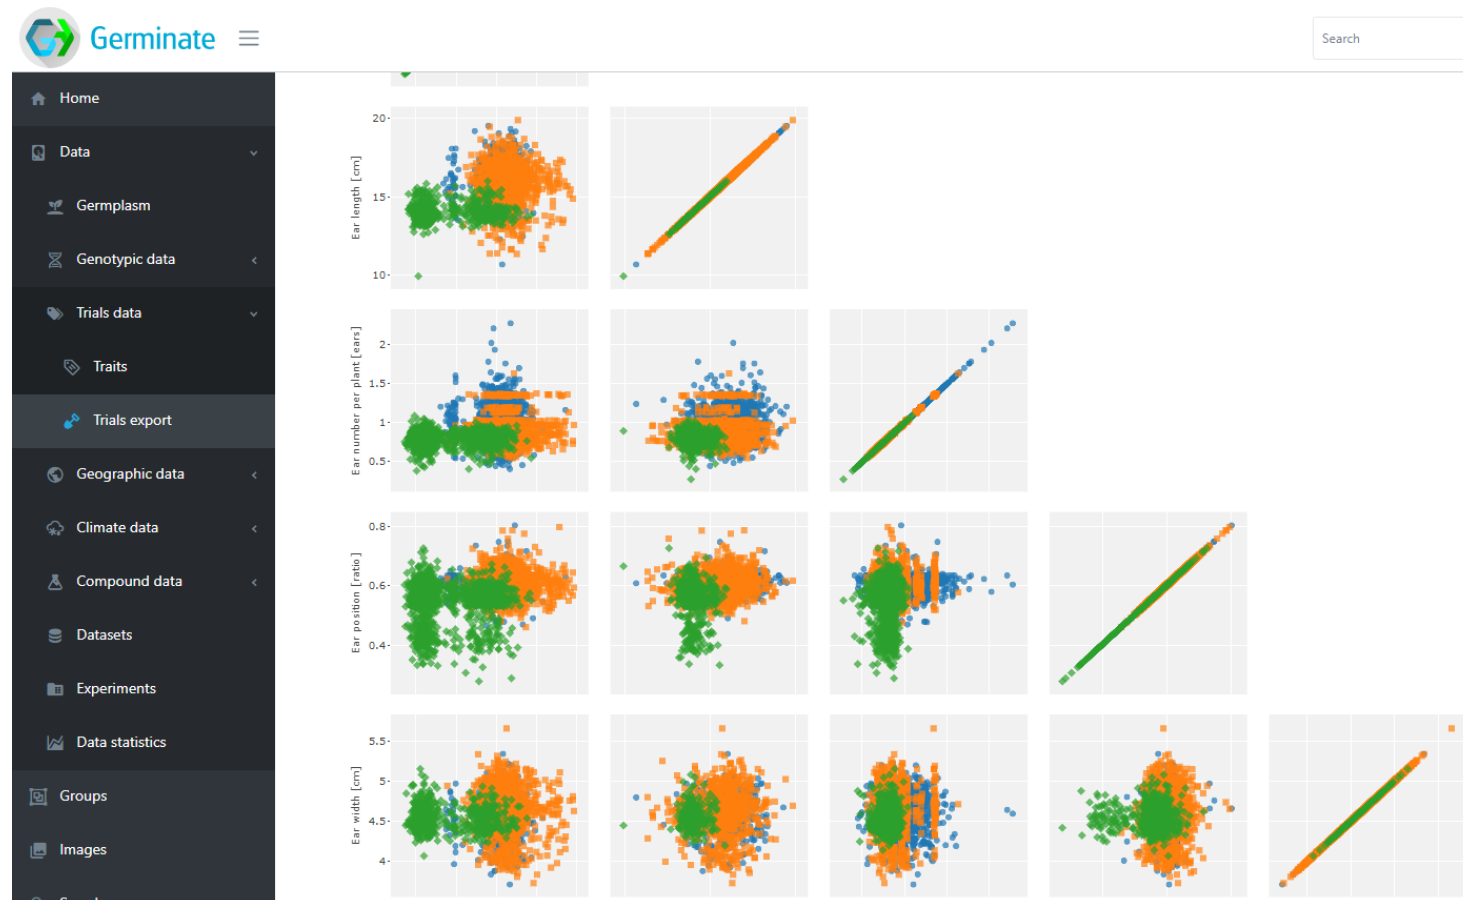 Germinate
Search
Home
Data
Germplasm
Genotypic data
Trials data
Traits
Trials export
Geographic data
Climate data
Compound data
Datasets
Experiments
Data statistics
Groups
Images
20
15
10
Ear length [cm]
2
1.5
1
0.5
Ear number per plant [ears]
0.8
0.6
0.4
Ear position [ratio]
5.5
5
4.5
4
Ear width [cm]